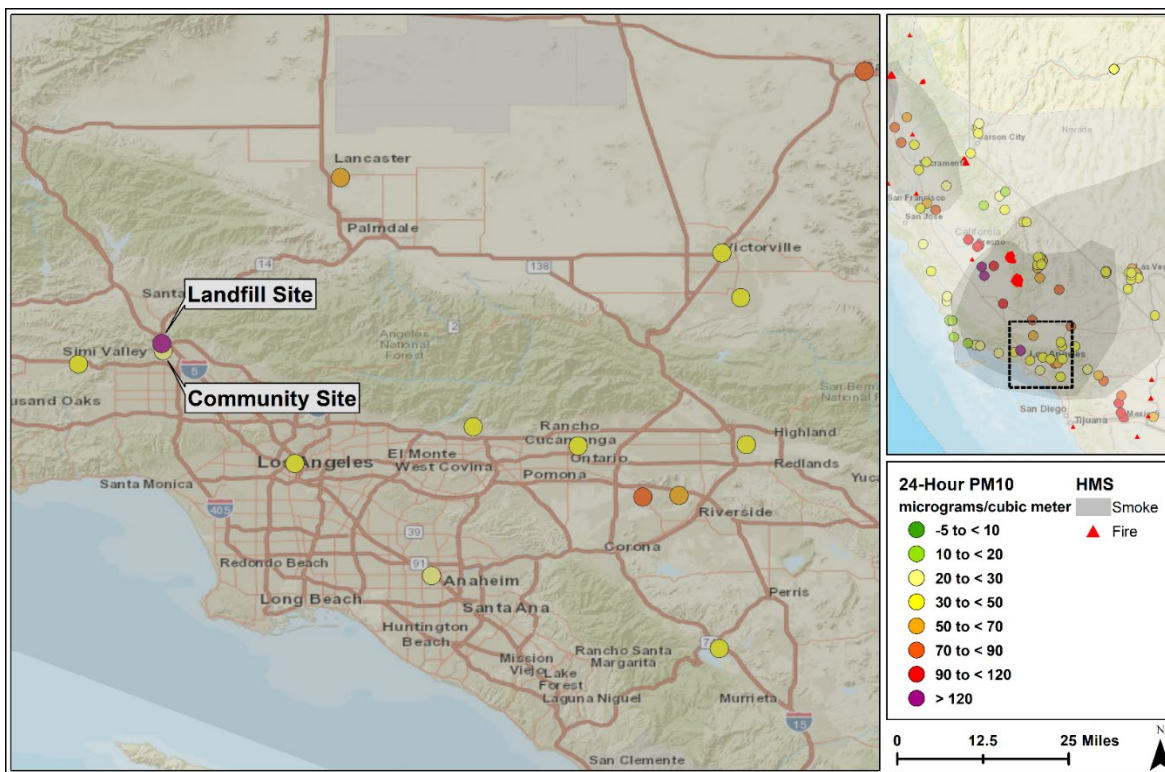 Lancaster
Palmdale
14
138
Victorville
Santa
Landfill Site
Simi Valley
5
Community Site
Angeles
National
Forest
2
San Bern
National F
ousand Oaks
Rancho
Cucamonga
Highland
Los Angeles
El Monte
West Covina
Ontario
Redlands
Pomona
Yuca
Santa Monica
405
Riverside
39
Corona
Redondo Beach
91
Anaheim
Perris
Long Beach
Santa Ana
Huntington
Beach
Rancho Santa
Margarita
Mission
Viejo
Lake
Forest
Laguna Niguel
Murrieta
15
San Clemente
Carson City
Nevada
Sacramento
San Francisco
San Jose
California
Fresno
Las Veg
Los Angeles
San Diego
Tijuana
Mexicali
24-Hour PM10
micrograms/cubic meter
-5 to < 10
10 to < 20
20 to < 30
30 to < 50
50 to < 70
70 to < 90
90 to < 120
> 120
HMS
Smoke
Fire
0 12.5 25 Miles
N